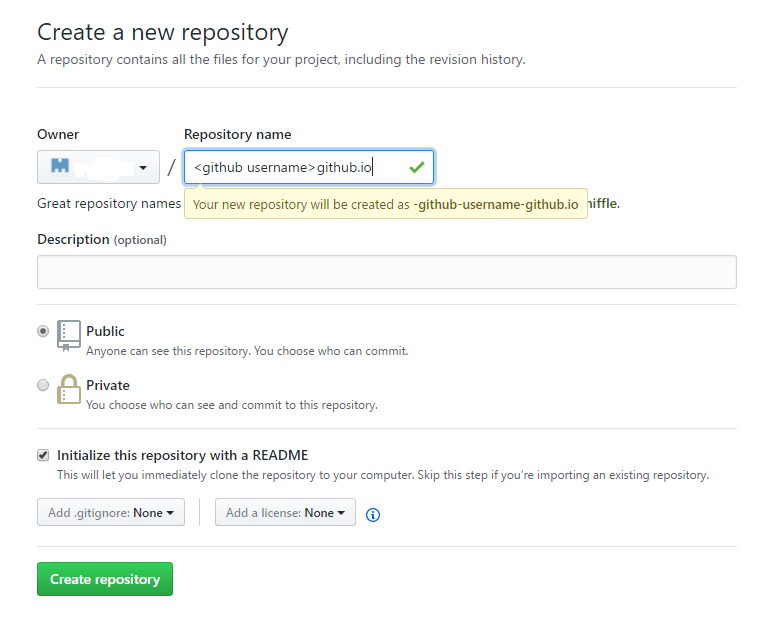 Create a new repository
A repository contains all the files for your project, including the revision history.
Owner Repository name
/ <github username>github.io
Great repository names
Your new repository will be created as -github-username-github.io
niffle.
Description (optional)
Public
Anyone can see this repository. You choose who can commit.
Private
You choose who can see and commit to this repository.
Initialize this repository with a README
This will let you immediately clone the repository to your computer. Skip this step if you’re importing an existing repository.
Add .gitignore: None Add a license: None
Create repository